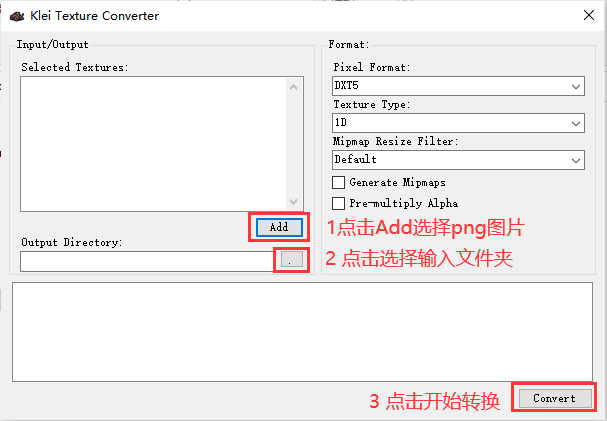 Klei Texture Converter
Input/Output
Selected Textures:
Add
Output Directory:
.
Format:
Pixel Format:
DXT5
Texture Type:
1D
Mipmap Resize Filter:
Default
Generate Mipmaps
Pre-multiply Alpha
1点击Add选择png图片
2 点击选择输入文件夹
3 点击开始转换
Convert